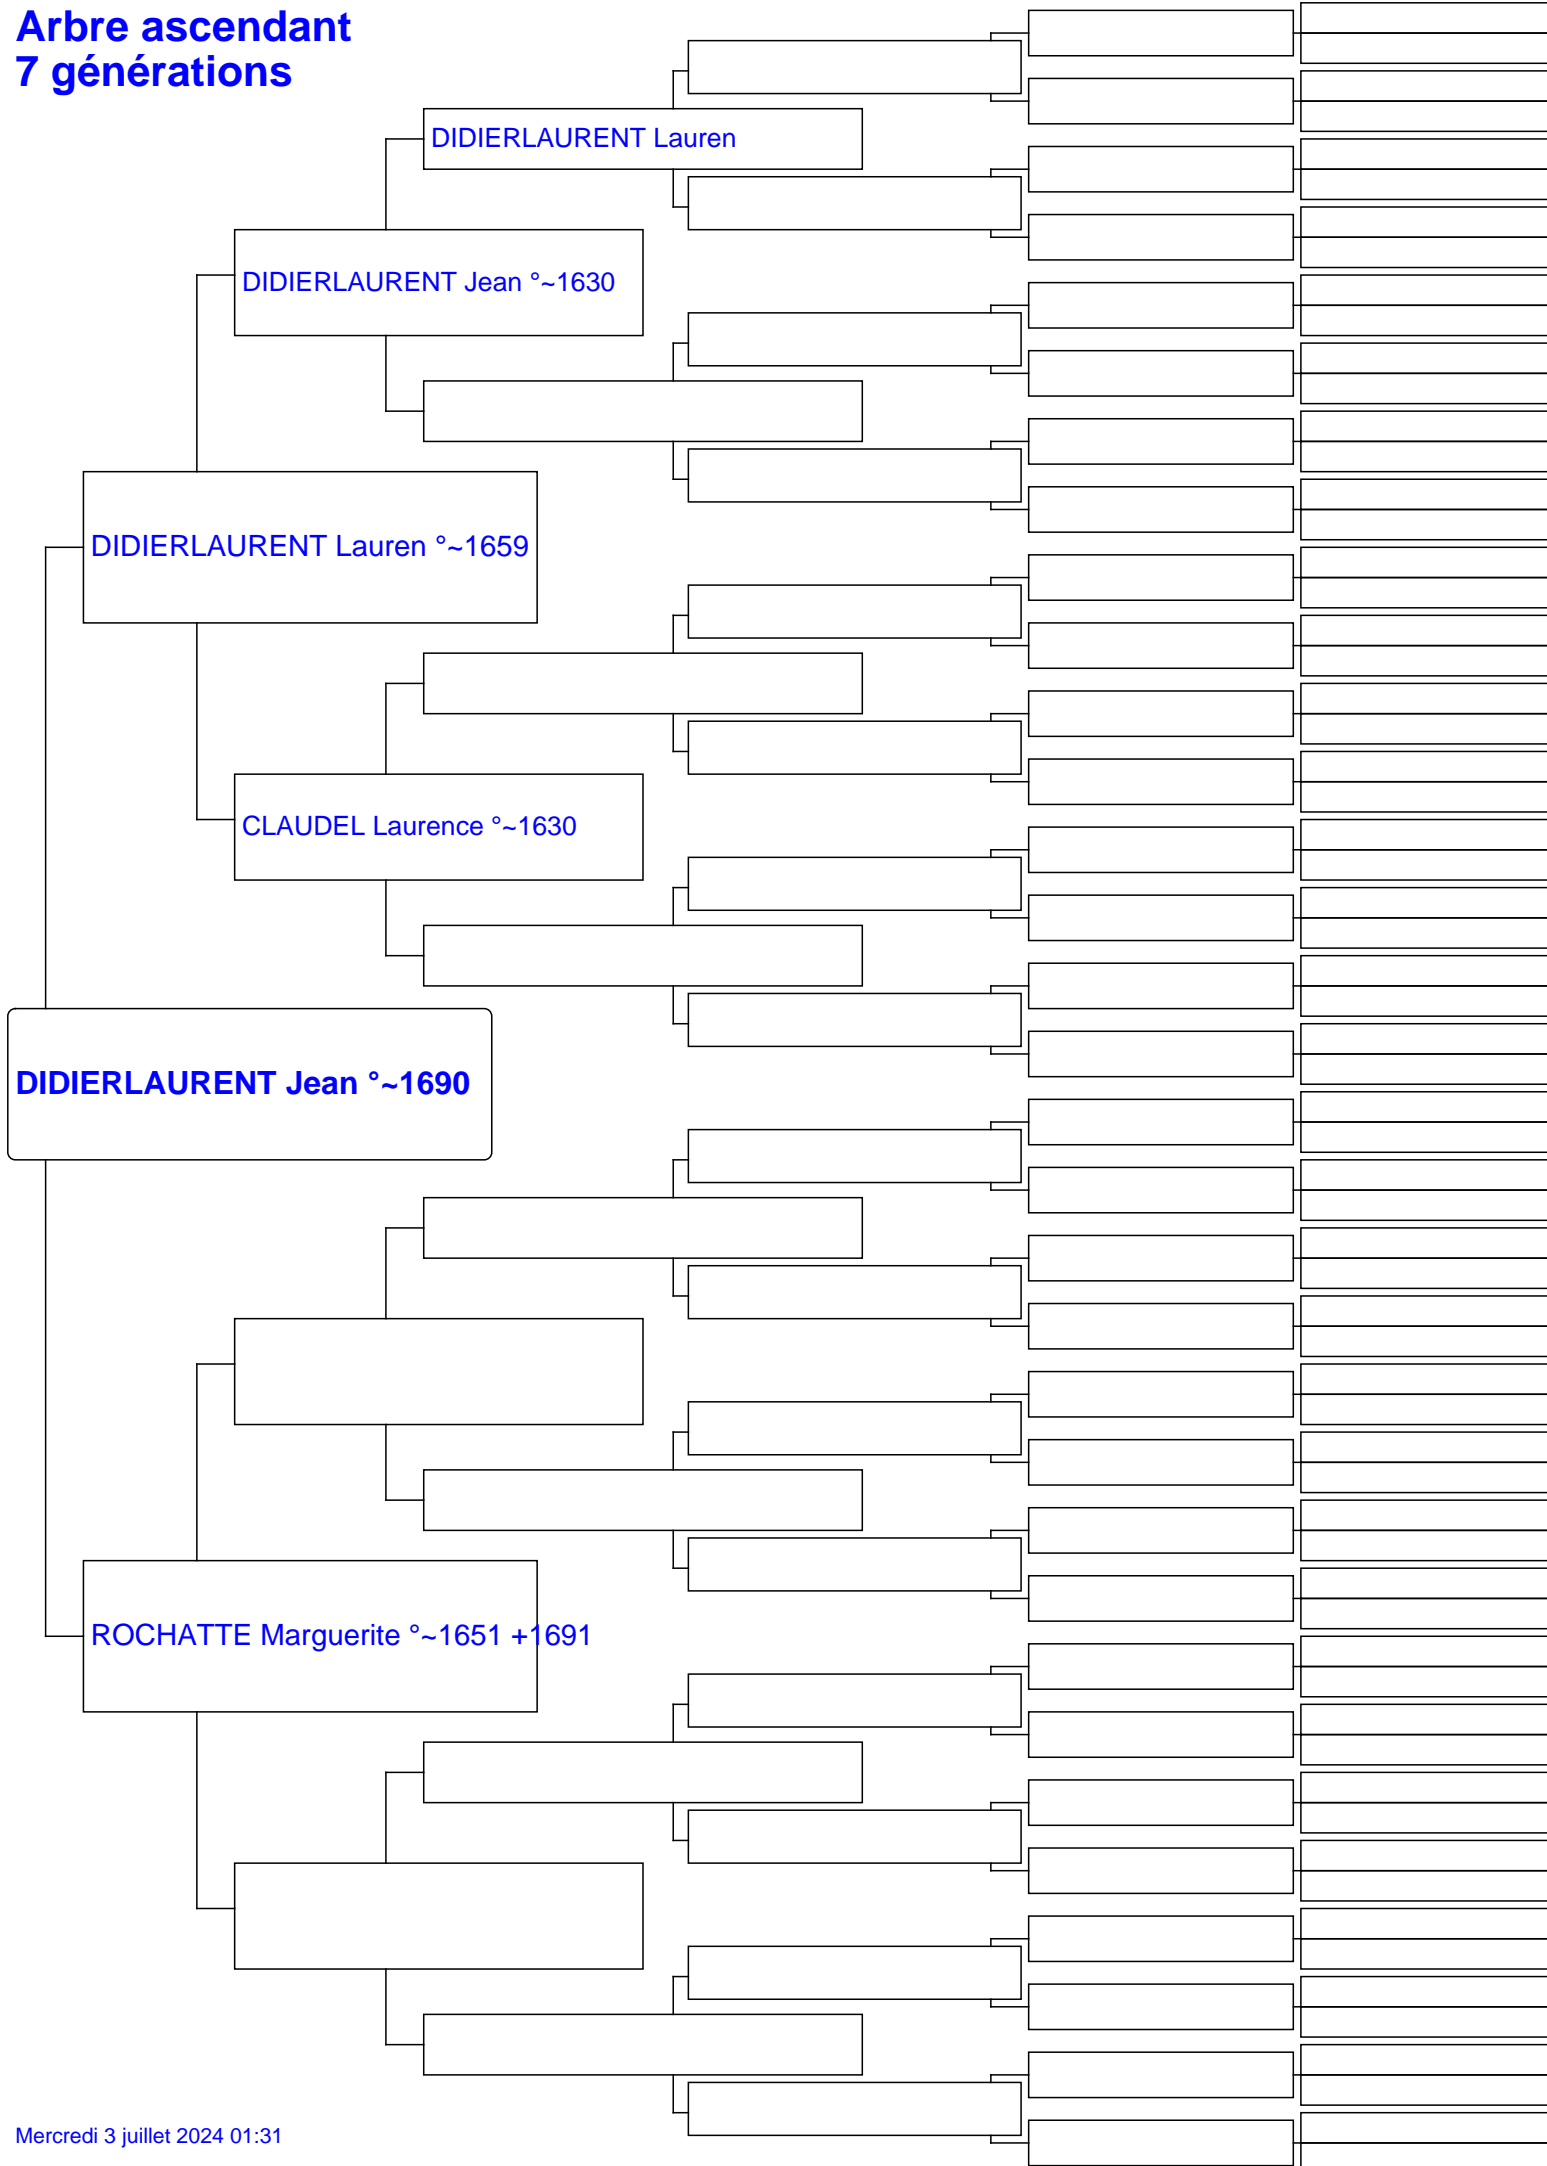 Arbre ascendant
7 générations
DIDIERLAURENT Lauren
DIDIERLAURENT Jean °~1630
DIDIERLAURENT Lauren °~1659
CLAUDEL Laurence °~1630
DIDIERLAURENT Jean °~1690
ROCHATTE Marguerite °~1651 +1691
Mercredi 3 juillet 2024 01:31